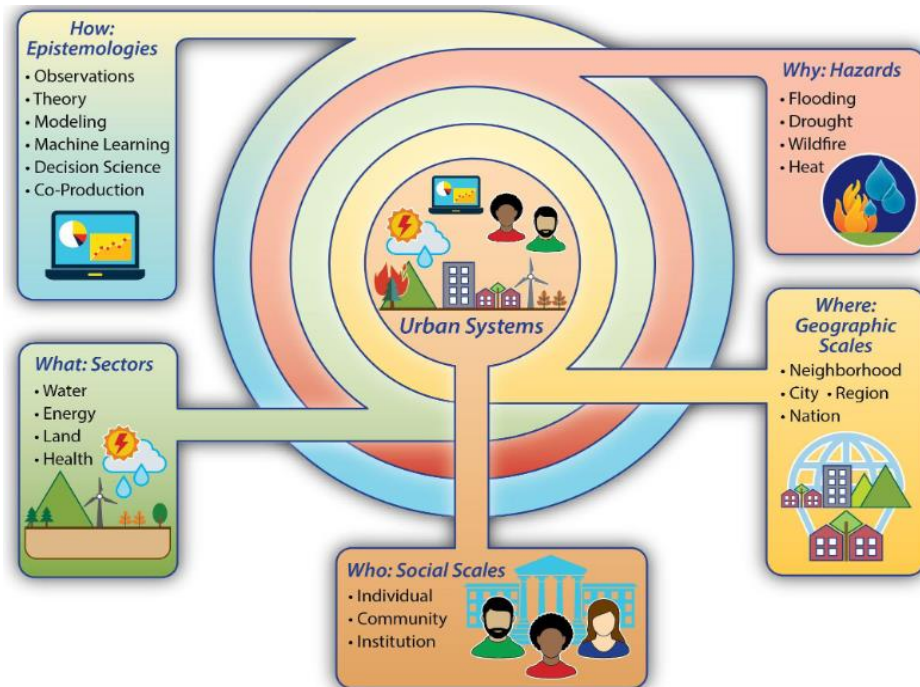 How:
Epistemologies
• Observations
• Theory
• Modeling
• Machine Learning
• Decision Science
• Co-Production
Why: Hazards
• Flooding
• Drought
• Wildfire
• Heat
Urban Systems
What: Sectors
• Water
• Energy
• Land
• Health
Where:
Geographic
Scales
• Neighborhood
• City • Region
• Nation
Who: Social Scales
• Individual
• Community
• Institution